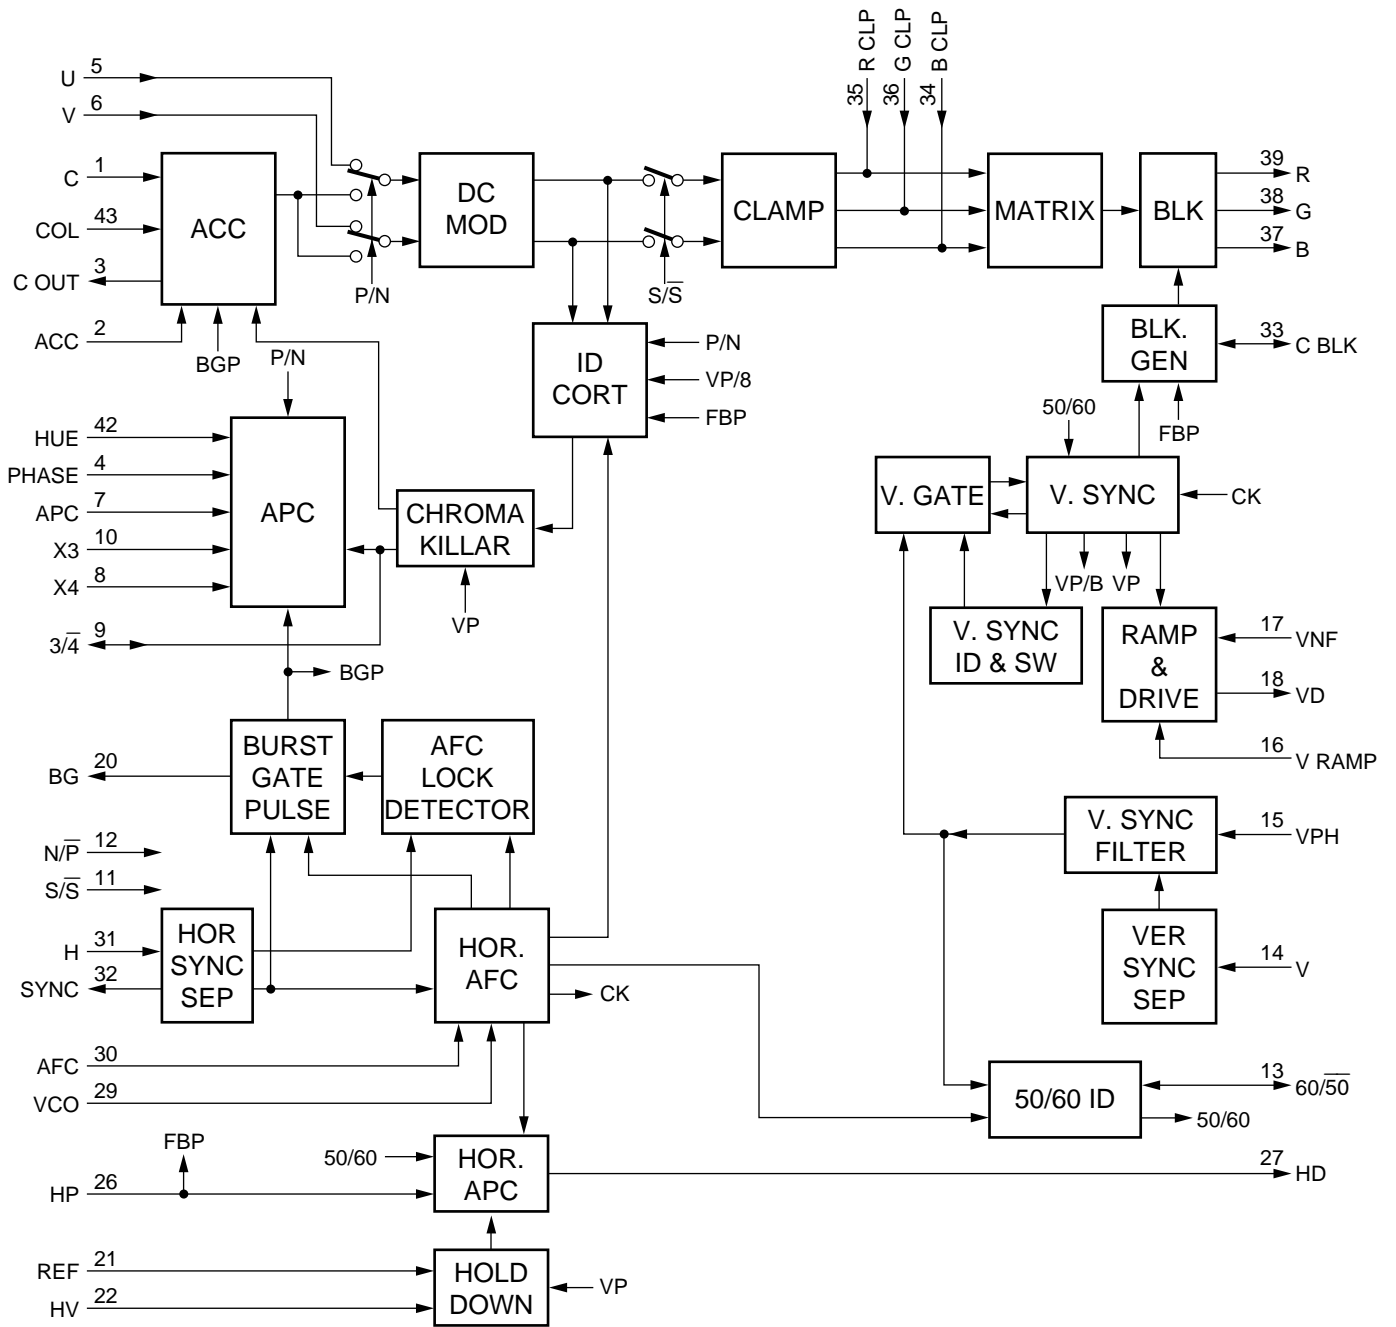 R CLP
G CLP
B CLP
35
36
34
U 5
V 6
C 1
COL 43
C OUT 3
ACC 2
ACC
BGP
P/N
DC
MOD
S/S̅
CLAMP
MATRIX
BLK
39 R
38 G
37 B
BLK.
GEN
33 C BLK
FBP
ID
CORT
P/N
VP/8
FBP
P/N
HUE 42
PHASE 4
APC 7
X3 10
X4 8
3/4̅ 9
APC
CHROMA
KILLAR
VP
BGP
50/60
V. GATE
V. SYNC
CK
VP/B
VP
V. SYNC
ID & SW
RAMP
&
DRIVE
17 VNF
18 VD
16 V RAMP
BG 20
BURST
GATE
PULSE
AFC
LOCK
DETECTOR
V. SYNC
FILTER
15 VPH
N/P̅ 12
S/S̅ 11
H 31
SYNC 32
HOR
SYNC
SEP
HOR.
AFC
CK
VER
SYNC
SEP
14 V
AFC 30
VCO 29
50/60 ID
13 60/5̅0̅
50/60
FBP
HP 26
50/60
HOR.
APC
27 HD
REF 21
HV 22
HOLD
DOWN
VP